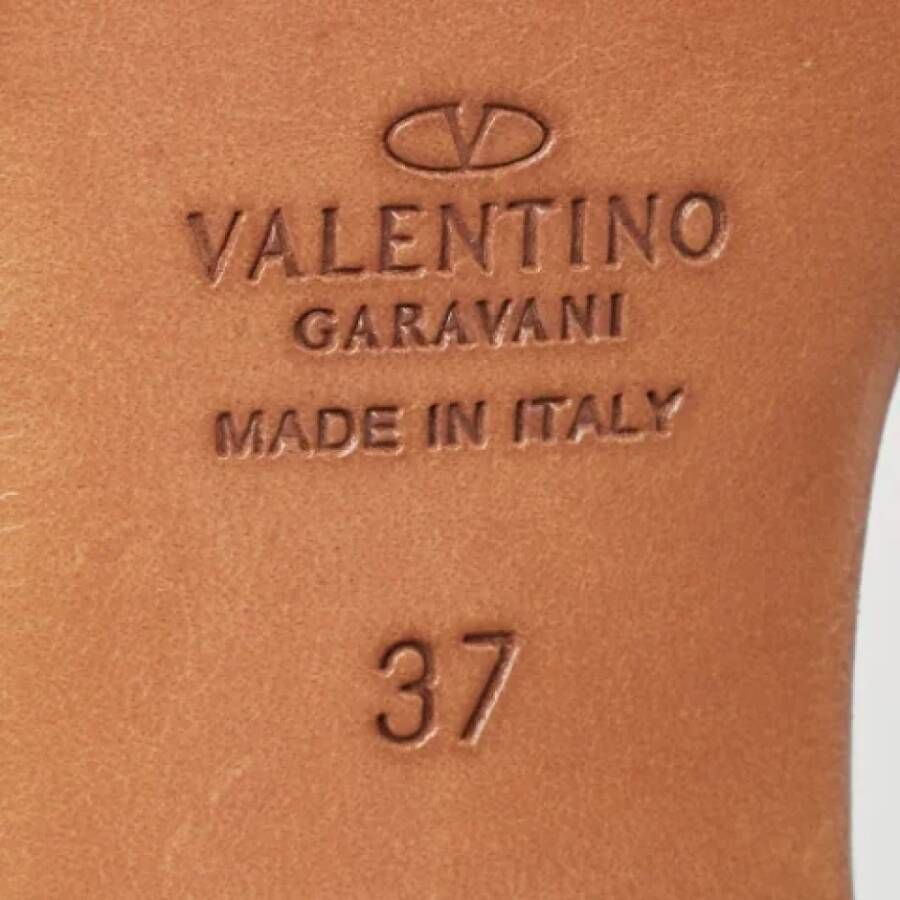 V
VALENTINO
GARAVANI
MADE IN ITALY
37